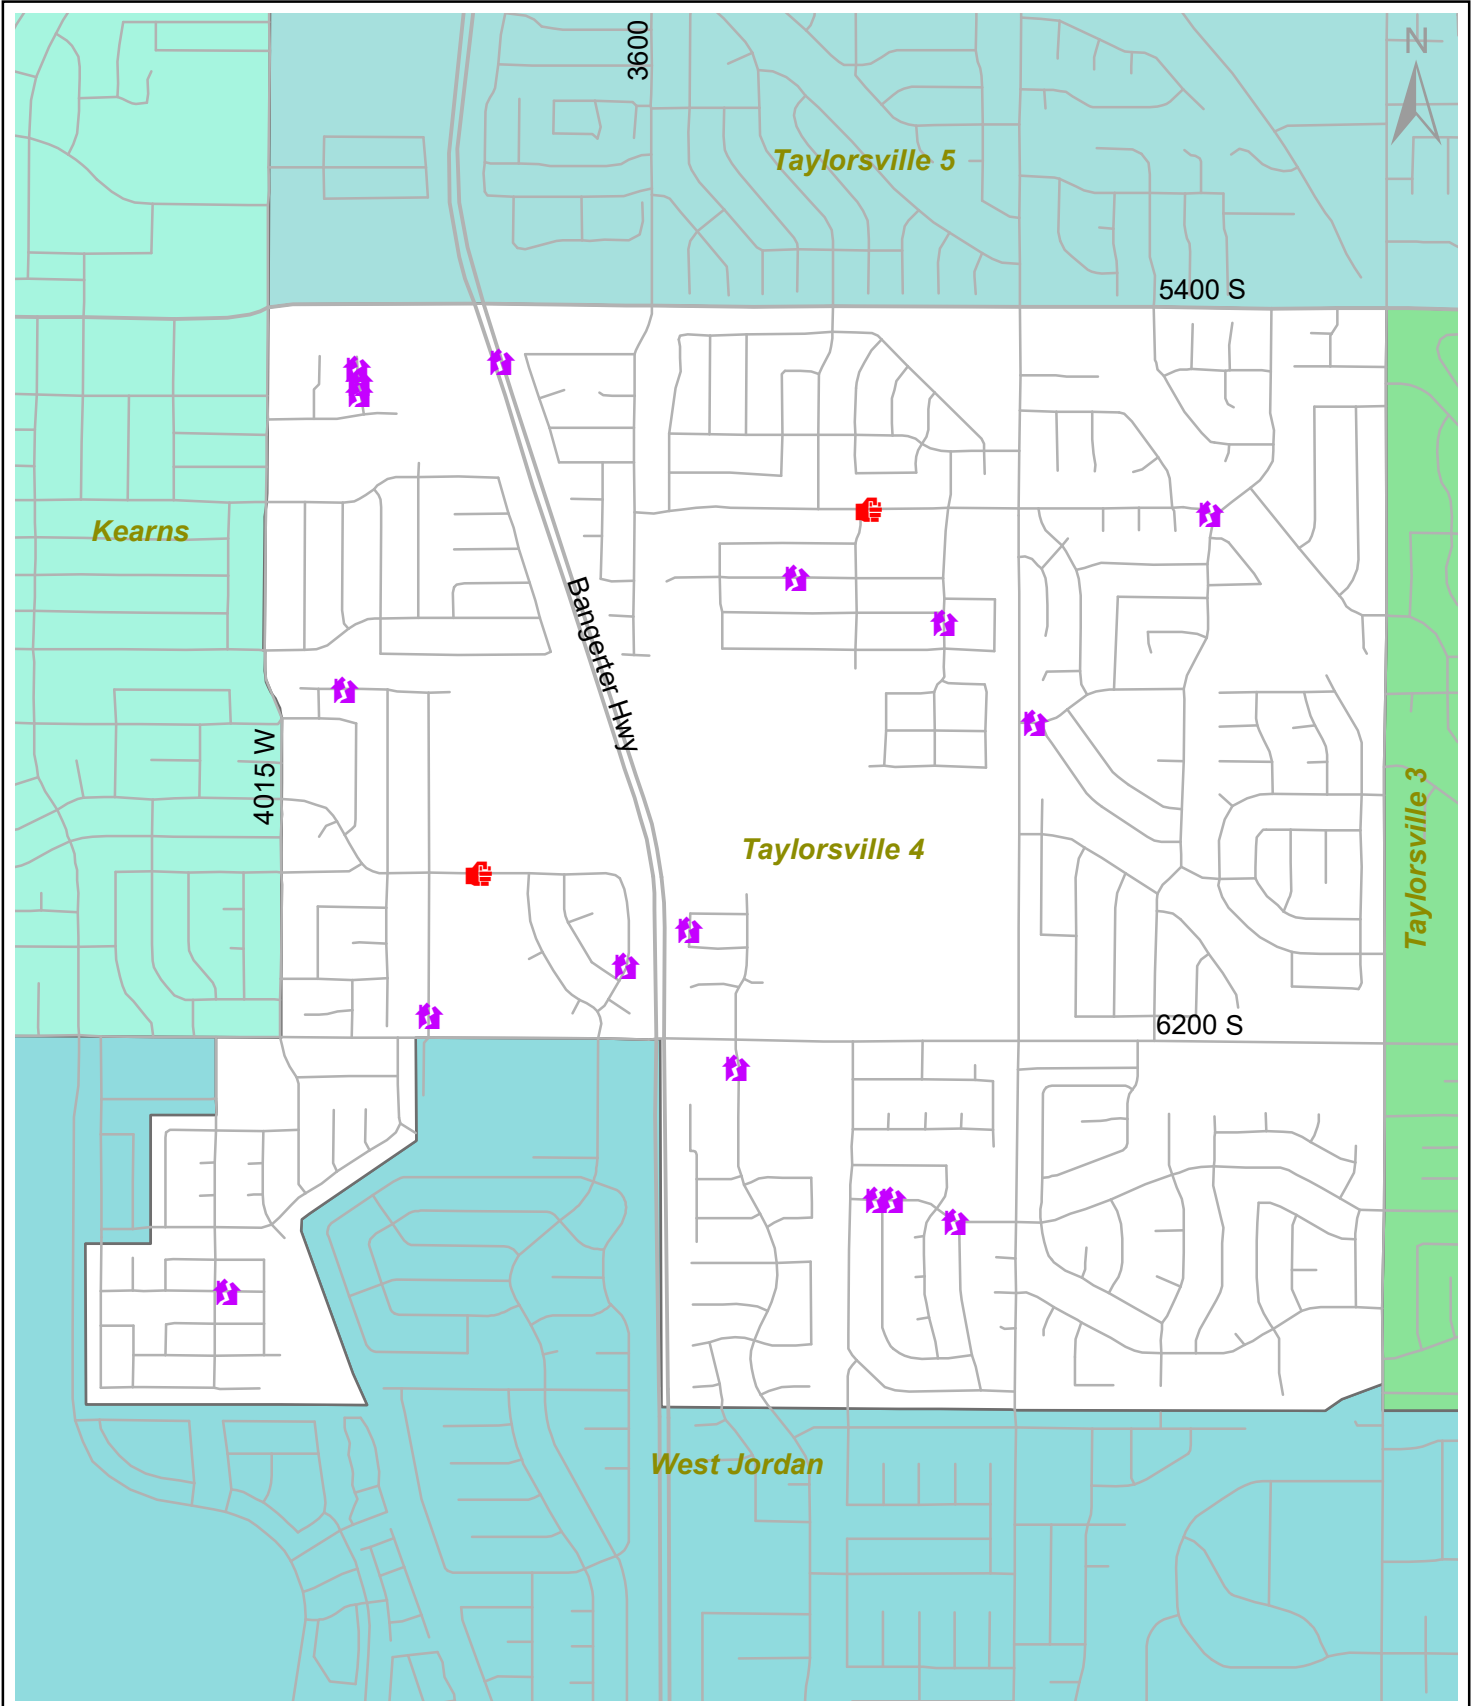 3600
N
Taylorsville 5
5400 S
Kearns
Bangerter Hwy
4015 W
Taylorsville 4
Taylorsville 3
6200 S
West Jordan